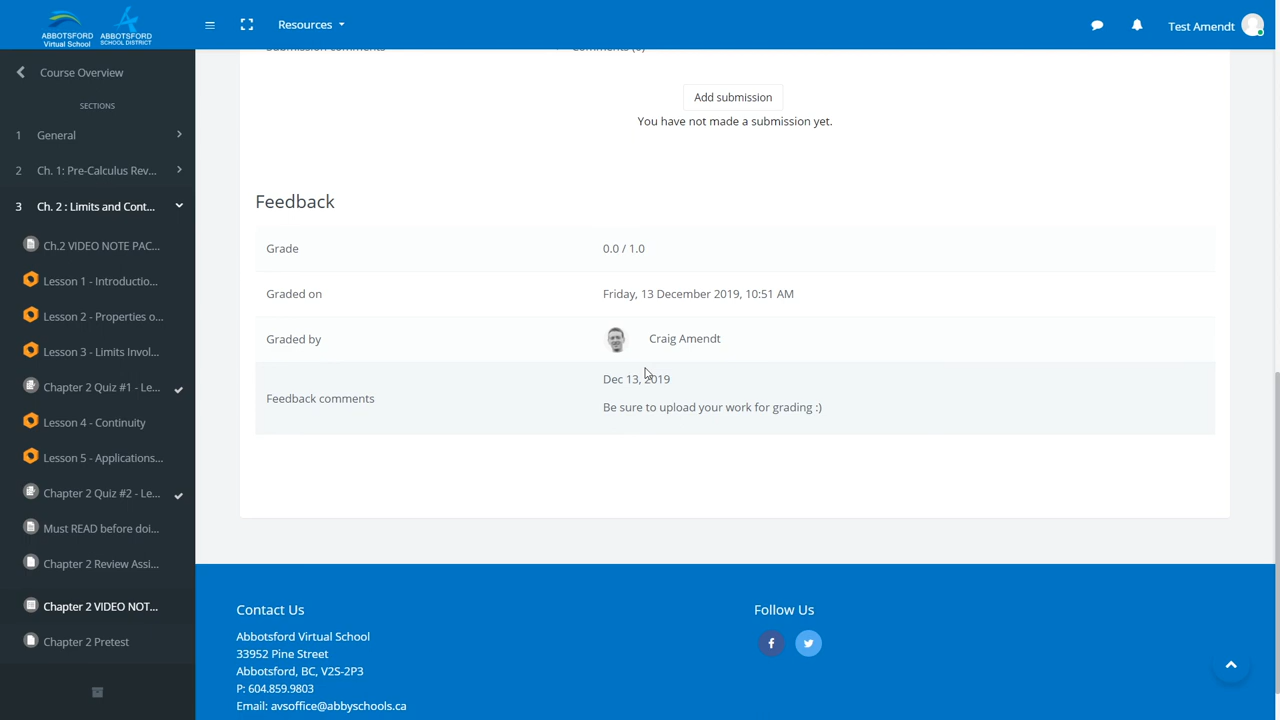 ABBOTSFORD
Virtual School
ABBOTSFORD
SCHOOL DISTRICT
Resources
Test Amendt
Course Overview
SECTIONS
1 General
2 Ch. 1: Pre-Calculus Rev...
3 Ch. 2 : Limits and Cont...
Ch.2 VIDEO NOTE PAC...
Lesson 1 - Introductio...
Lesson 2 - Properties o...
Lesson 3 - Limits Invol...
Chapter 2 Quiz #1 - Le...
Lesson 4 - Continuity
Lesson 5 - Applications...
Chapter 2 Quiz #2 - Le...
Must READ before doi...
Chapter 2 Review Assi...
Chapter 2 VIDEO NOT...
Chapter 2 Pretest
Submission comments
Comments (0)
Add submission
You have not made a submission yet.
Feedback
Grade 0.0 / 1.0
Graded on Friday, 13 December 2019, 10:51 AM
Graded by Craig Amendt
Feedback comments
Dec 13, 2019
Be sure to upload your work for grading :)
Contact Us
Abbotsford Virtual School
33952 Pine Street
Abbotsford, BC, V2S-2P3
P: 604.859.9803
Email: avsoffice@abbyschools.ca
Follow Us